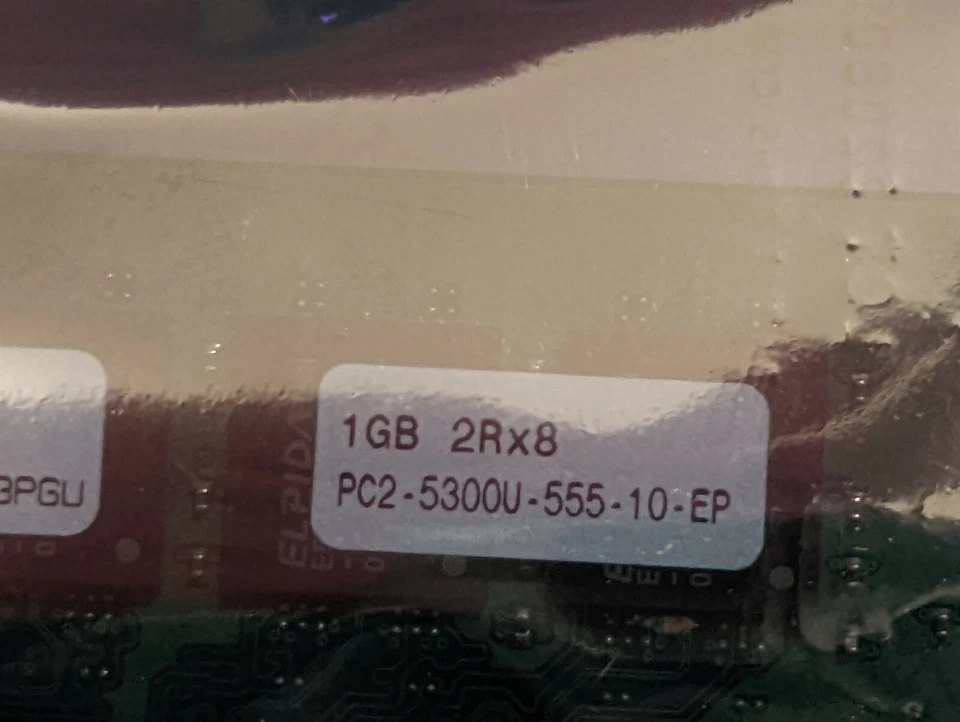 1GB 2Rx8
PC2-5300U-555-10-EP
3PGU
ELPIDA